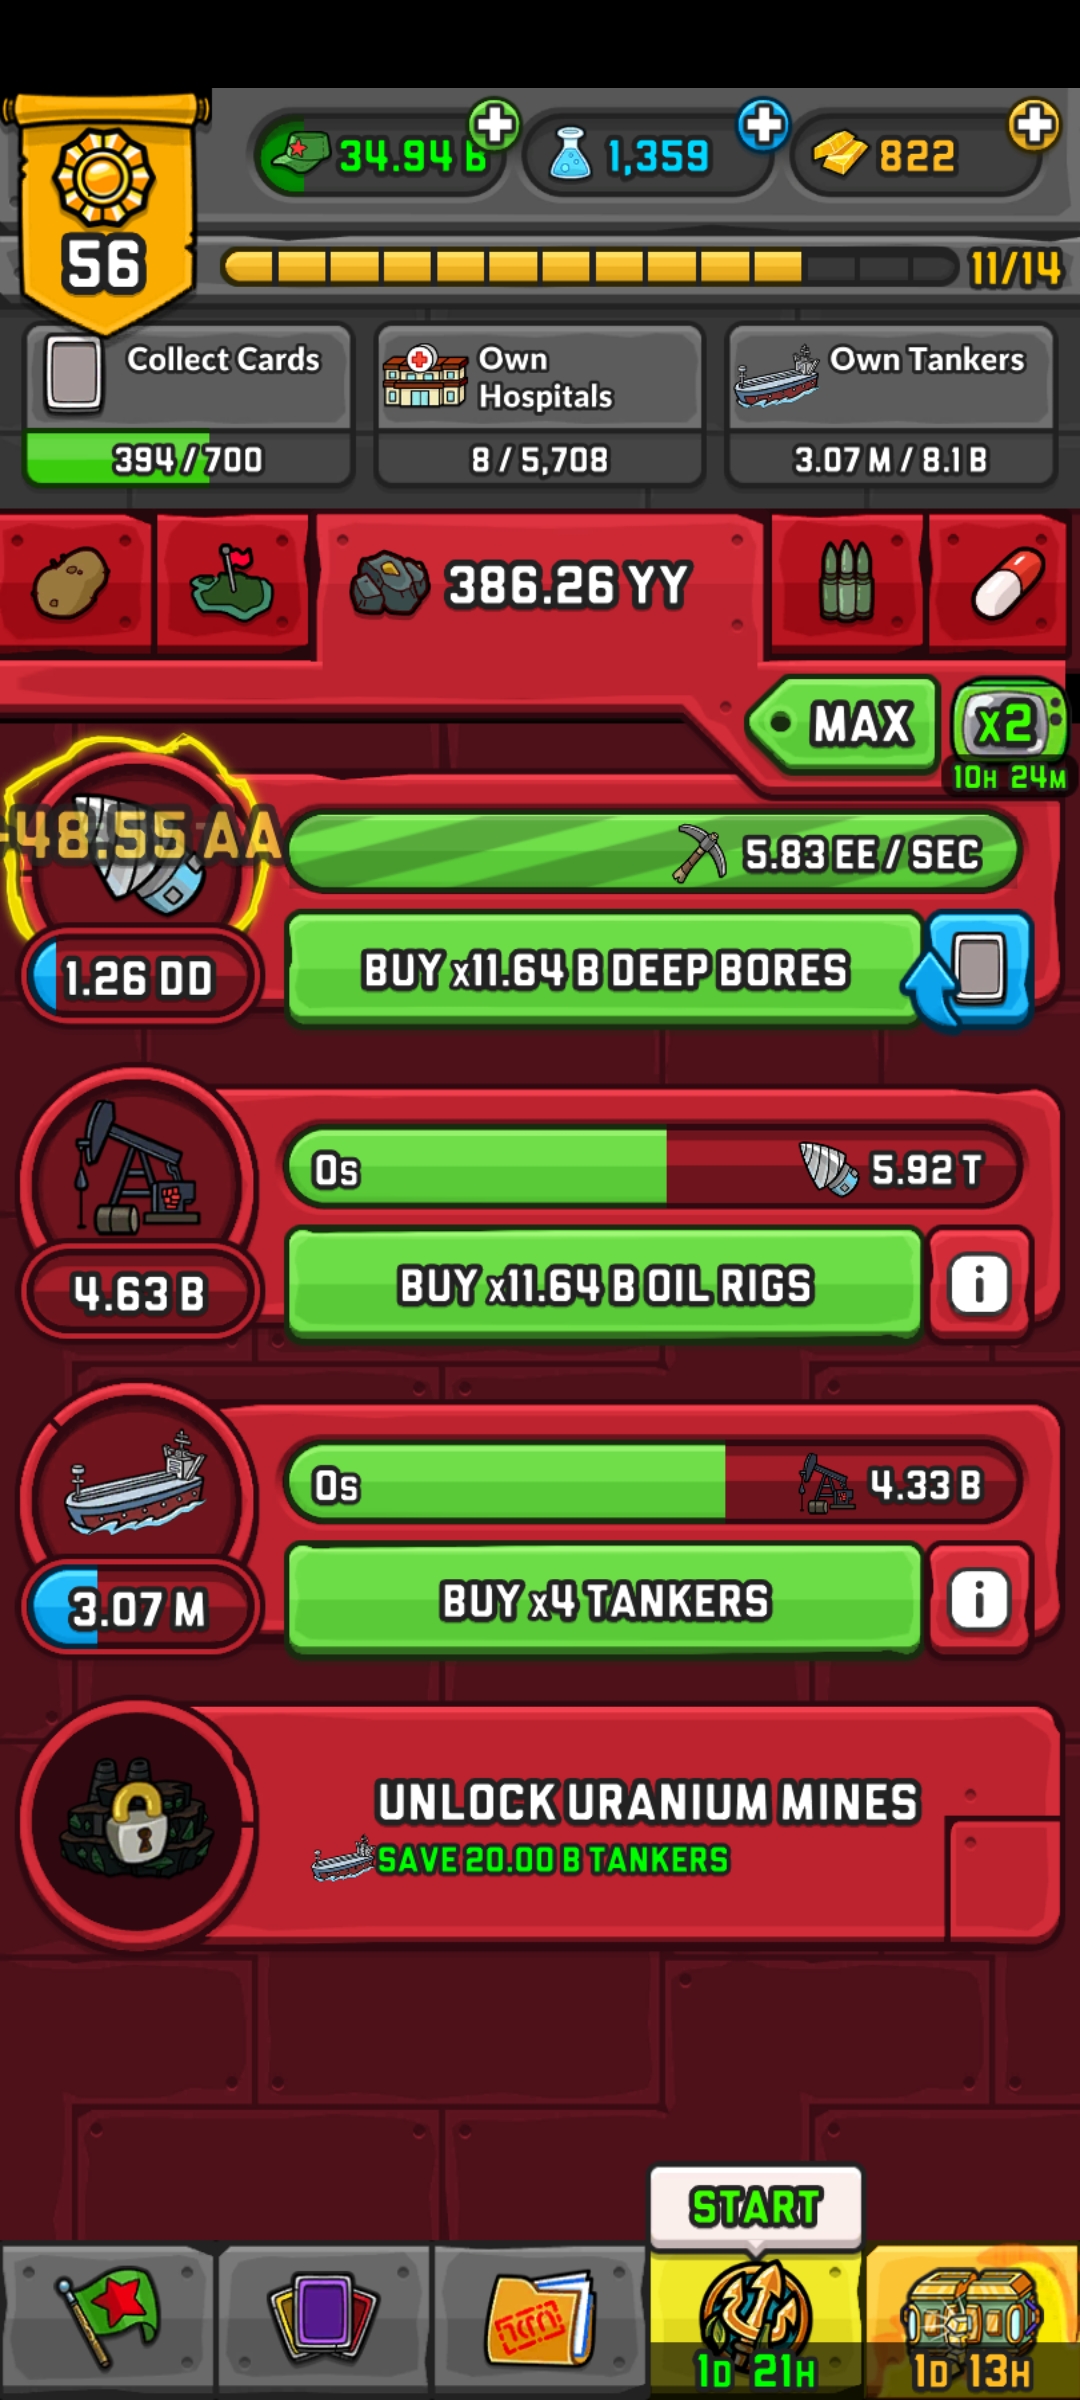 56
34.94 B
1,359
822
11/14
Collect Cards
394/700
Own
Hospitals
8/5,708
Own Tankers
3.07 M/8.1 B
386.26 YY
MAX
x2
10H 24M
-48.55 AA
5.83 EE/SEC
1.26 DD
BUY x11.64 B DEEP BORES
0s
5.92 T
4.63 B
BUY x11.64 B OIL RIGS
i
0s
4.33 B
3.07 M
BUY x4 TANKERS
i
UNLOCK URANIUM MINES
SAVE 20.00 B TANKERS
START
1D 21H
1D 13H